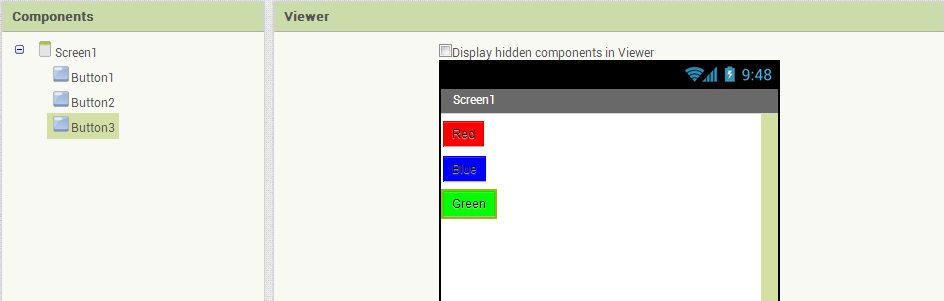 Components
Screen1
Button1
Button2
Button3
Viewer
Display hidden components in Viewer
9:48
Screen1
Red
Blue
Green